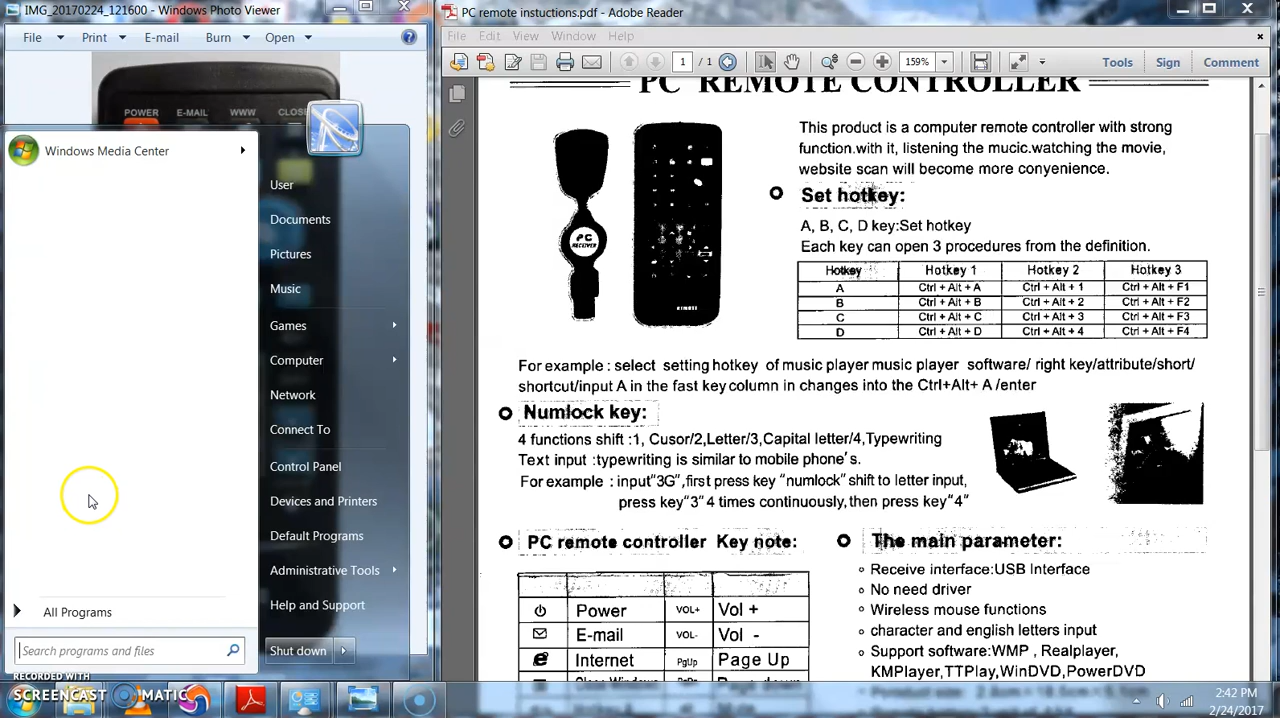 IMG_20170224_121600 - Windows Photo Viewer
File Print E-mail Burn Open
POWER E-MAIL WWW CLOSE
Windows Media Center
All Programs
Search programs and files
User
Documents
Pictures
Music
Games
Computer
Network
Connect To
Control Panel
Devices and Printers
Default Programs
Administrative Tools
Help and Support
Shut down
PC remote instuctions.pdf - Adobe Reader
File Edit View Window Help
1 / 1 159% Tools Sign Comment
PC REMOTE CONTROLLER
PC
RECEIVER
REMOTE
This product is a computer remote controller with strong
function.with it, listening the mucic.watching the movie,
website scan will become more convenience.
Set hotkey:
A, B, C, D key:Set hotkey
Each key can open 3 procedures from the definition.
Hotkey Hotkey 1 Hotkey 2 Hotkey 3
A Ctrl + Alt + A Ctrl + Alt + 1 Ctrl + Alt + F1
B Ctrl + Alt + B Ctrl + Alt + 2 Ctrl + Alt + F2
C Ctrl + Alt + C Ctrl + Alt + 3 Ctrl + Alt + F3
D Ctrl + Alt + D Ctrl + Alt + 4 Ctrl + Alt + F4
For example : select setting hotkey of music player music player software/ right key/attribute/short/
shortcut/input A in the fast key column in changes into the Ctrl+Alt+ A /enter
Numlock key:
4 functions shift :1, Cusor/2,Letter/3,Capital letter/4,Typewriting
Text input :typewriting is similar to mobile phone's.
For example : input"3G",first press key "numlock" shift to letter input,
press key"3" 4 times continuously, then press key "4"
PC remote controller Key note:
Power VOL+ Vol +
E-mail VOL- Vol -
Internet PgUp Page Up
The main parameter:
Receive interface:USB Interface
No need driver
Wireless mouse functions
character and english letters input
Support software:WMP , Realplayer,
KMPlayer,TTPlay,WinDVD,PowerDVD
RECORDED WITH
SCREENCAST MATIC
2:42 PM
2/24/2017